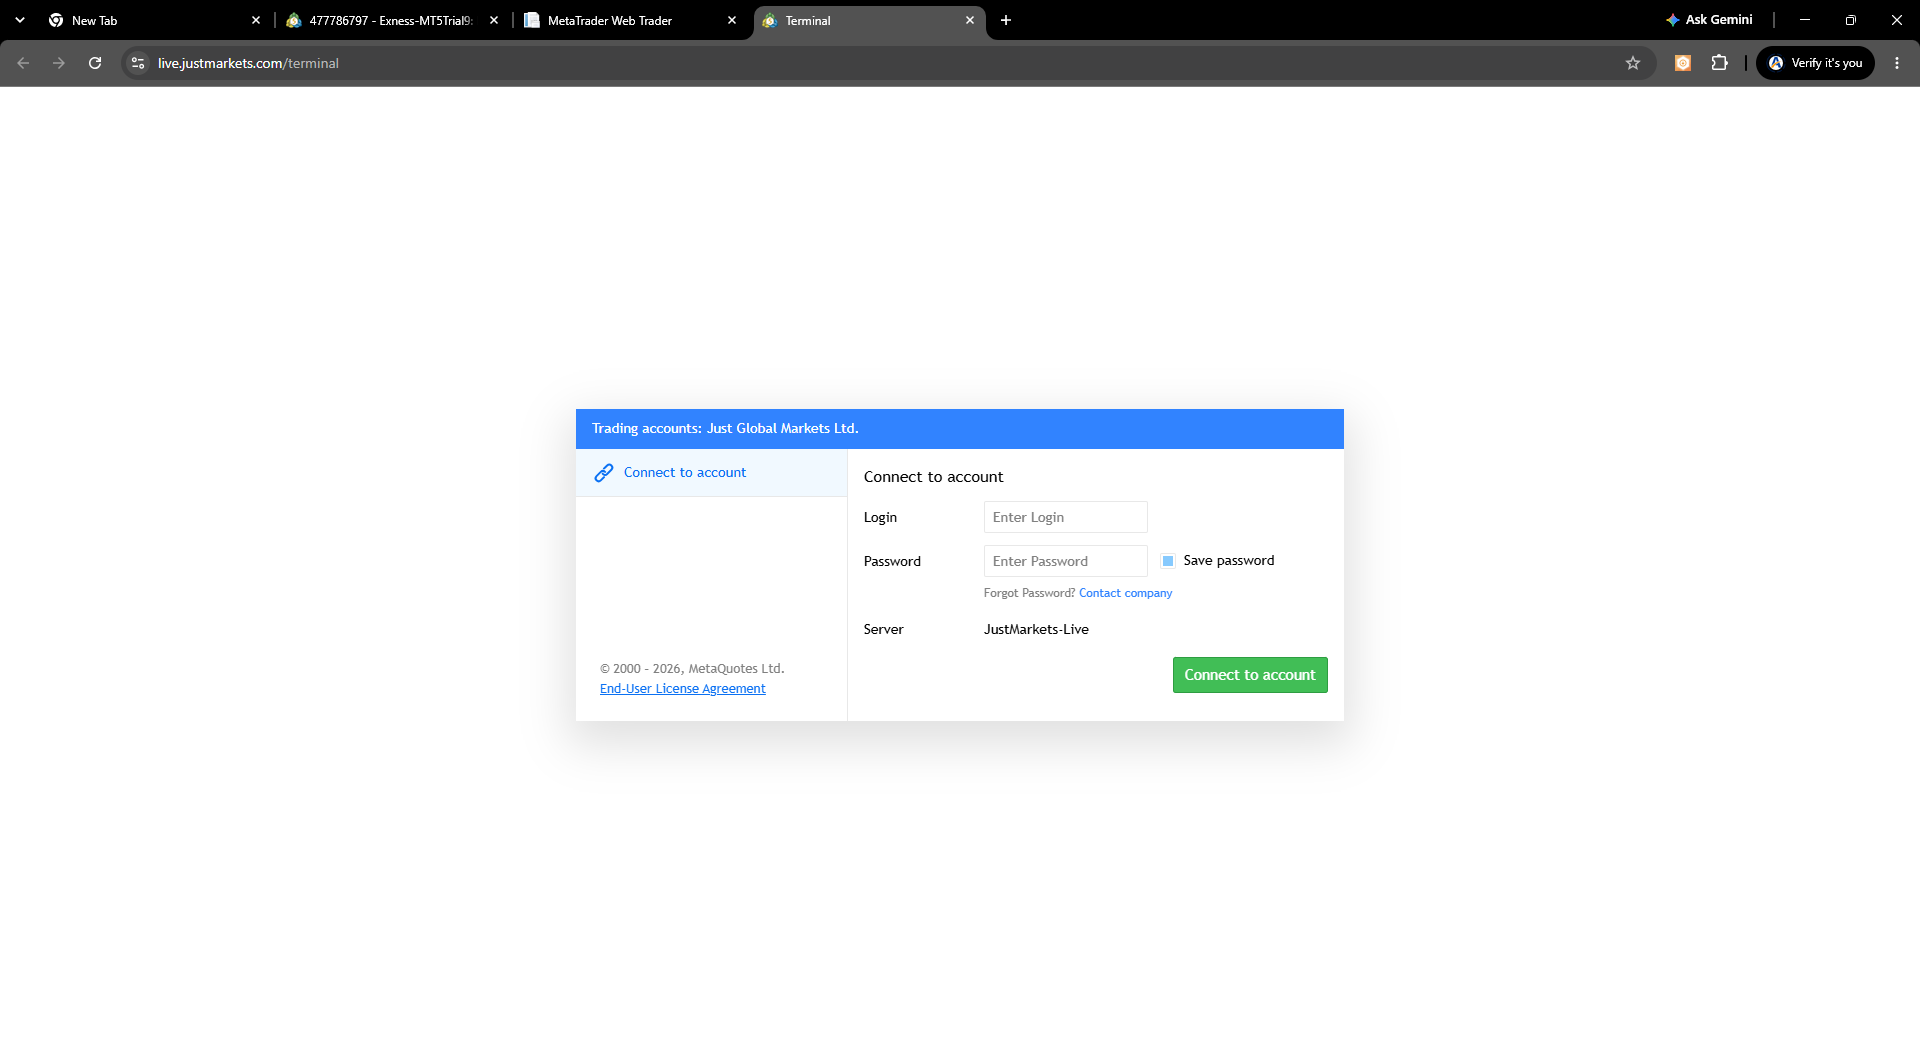 New Tab
477786797 - Exness-MT5Trial9:
MetaTrader Web Trader
Terminal
Ask Gemini
live.justmarkets.com/terminal
Verify it's you
Trading accounts: Just Global Markets Ltd.
Connect to account
Connect to account
Login
Enter Login
Password
Enter Password
Save password
Forgot Password? Contact company
Server
JustMarkets-Live
© 2000 - 2026, MetaQuotes Ltd.
End-User License Agreement
Connect to account